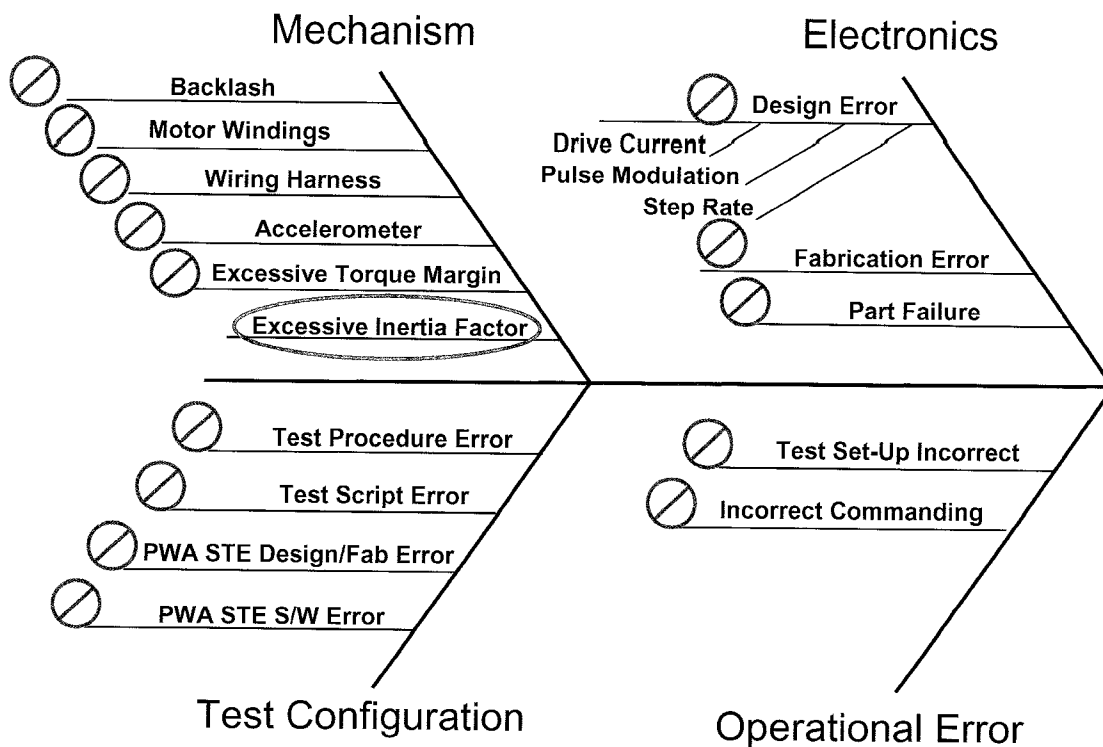 Mechanism
Backlash
Motor Windings
Wiring Harness
Accelerometer
Excessive Torque Margin
Excessive Inertia Factor
Electronics
Design Error
Drive Current
Pulse Modulation
Step Rate
Fabrication Error
Part Failure
Test Procedure Error
Test Script Error
PWA STE Design/Fab Error
PWA STE S/W Error
Test Configuration
Test Set-Up Incorrect
Incorrect Commanding
Operational Error